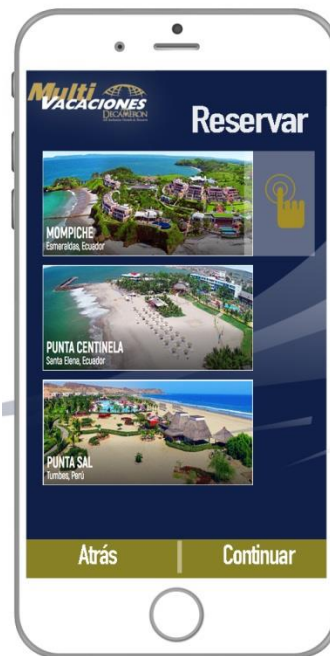 Multi
VACACIONES
DECAMERON
Reservar
MOMPICHE
Esmeraldas, Ecuador
PUNTA CENTINELA
Santa Elena, Ecuador
PUNTA SAL
Tumbes, Perú
Atrás
Continuar